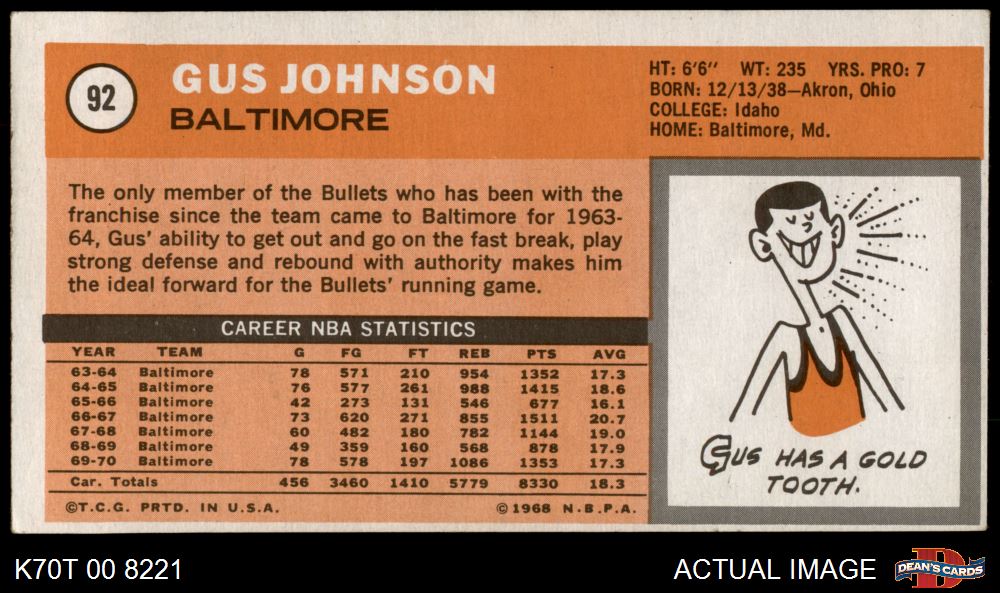 92
GUS JOHNSON
BALTIMORE
HT: 6'6" WT: 235 YRS. PRO: 7
BORN: 12/13/38—Akron, Ohio
COLLEGE: Idaho
HOME: Baltimore, Md.
The only member of the Bullets who has been with the
franchise since the team came to Baltimore for 1963-
64, Gus' ability to get out and go on the fast break, play
strong defense and rebound with authority makes him
the ideal forward for the Bullets' running game.
CAREER NBA STATISTICS
YEAR TEAM G FG FT REB PTS AVG
63-64 Baltimore 78 571 210 954 1352 17.3
64-65 Baltimore 76 577 261 988 1415 18.6
65-66 Baltimore 42 273 131 546 677 16.1
66-67 Baltimore 73 620 271 855 1511 20.7
67-68 Baltimore 60 482 180 782 1144 19.0
68-69 Baltimore 49 359 160 568 878 17.9
69-70 Baltimore 78 578 197 1086 1353 17.3
Car. Totals 456 3460 1410 5779 8330 18.3
©T.C.G. PRTD. IN U.S.A. ©1968 N.B.P.A.
GUS HAS A GOLD
TOOTH.
K70T 00 8221
ACTUAL IMAGE
DEAN'S CARDS